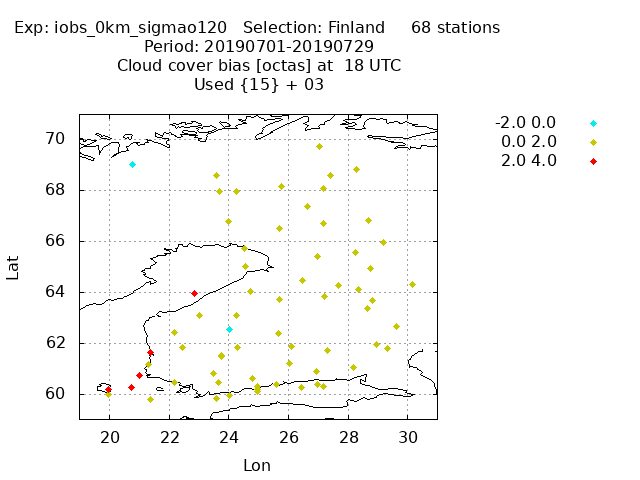 Exp: iobs_0km_sigmao120 Selection: Finland 68 stations
Period: 20190701-20190729
Cloud cover bias [octas] at 18 UTC
Used {15} + 03
-2.0 0.0
0.0 2.0
2.0 4.0
70
68
66
64
62
60
Lat
20 22 24 26 28 30
Lon